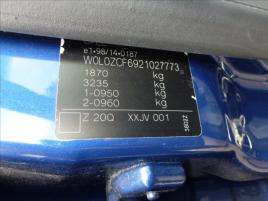 e1*98/14*0187
W0L0ZCF6921027773
1870 kg
3235 kg
1-0950 kg
2-0960 kg
Z 20Q XXJV 001